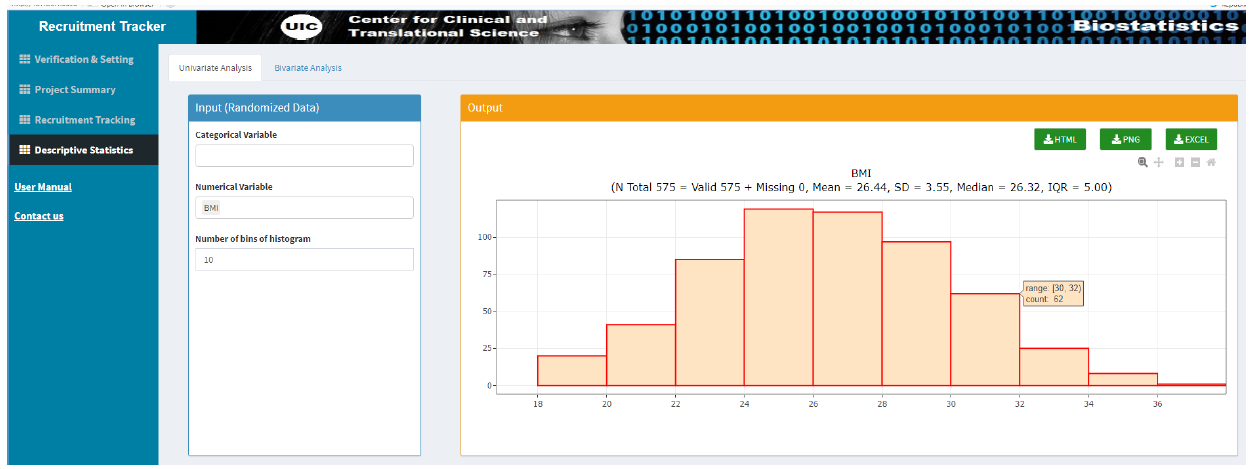 Recruitment Tracker
UIC
Center for Clinical and
Translational Science
Biostatistics
Verification & Setting
Project Summary
Recruitment Tracking
Descriptive Statistics
User Manual
Contact us
Univariate Analysis
Bivariate Analysis
Input (Randomized Data)
Categorical Variable
Numerical Variable
BMI
Number of bins of histogram
10
Output
HTML
PNG
EXCEL
BMI
(N Total 575 = Valid 575 + Missing 0, Mean = 26.44, SD = 3.55, Median = 26.32, IQR = 5.00)
100
75
50
25
0
range: [30, 32)
count: 62
18 20 22 24 26 28 30 32 34 36